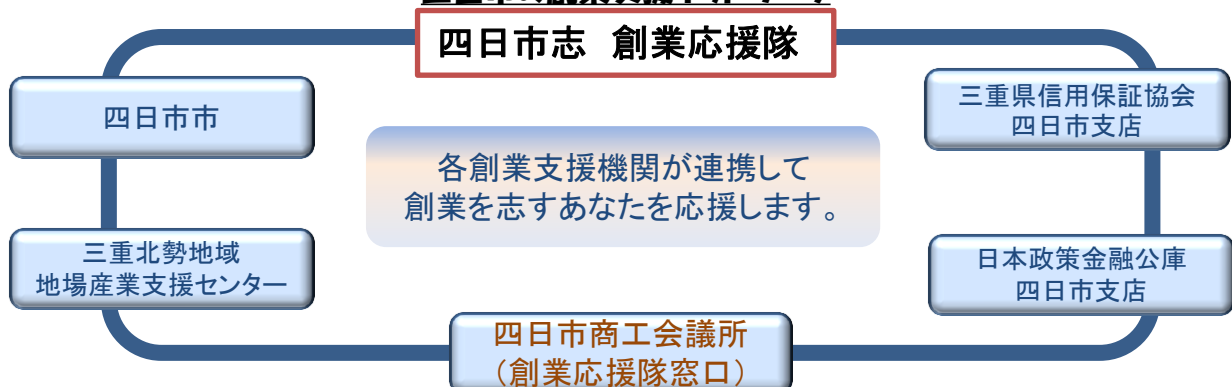 四日市志 創業応援隊
四日市市
三重県信用保証協会
四日市支店
各創業支援機関が連携して
創業を志すあなたを応援します。
三重北勢地域
地場産業支援センター
日本政策金融公庫
四日市支店
四日市商工会議所
（創業応援隊窓口）